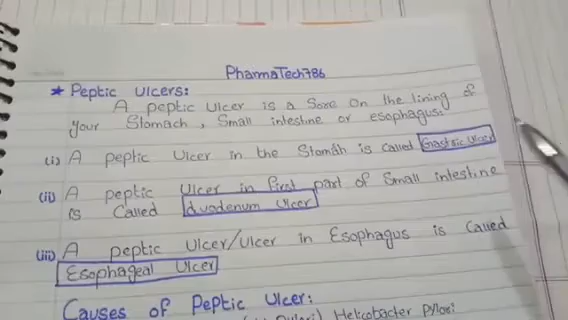 PharmaTech786
* Peptic Ulcers:
A peptic ulcer is a Sore on the lining of
your Stomach, Small intestine or esophagus.
(i) A peptic Ulcer in the Stomah is called Gastric Ulcer
(ii) A peptic Ulcer in first part of Small intestine
is Called duodenum Ulcer
(iii) A peptic Ulcer/Ulcer in Esophagus is Called
Esophageal Ulcer
Causes of Peptic Ulcer:
Pylori) Helicobacter Pylori